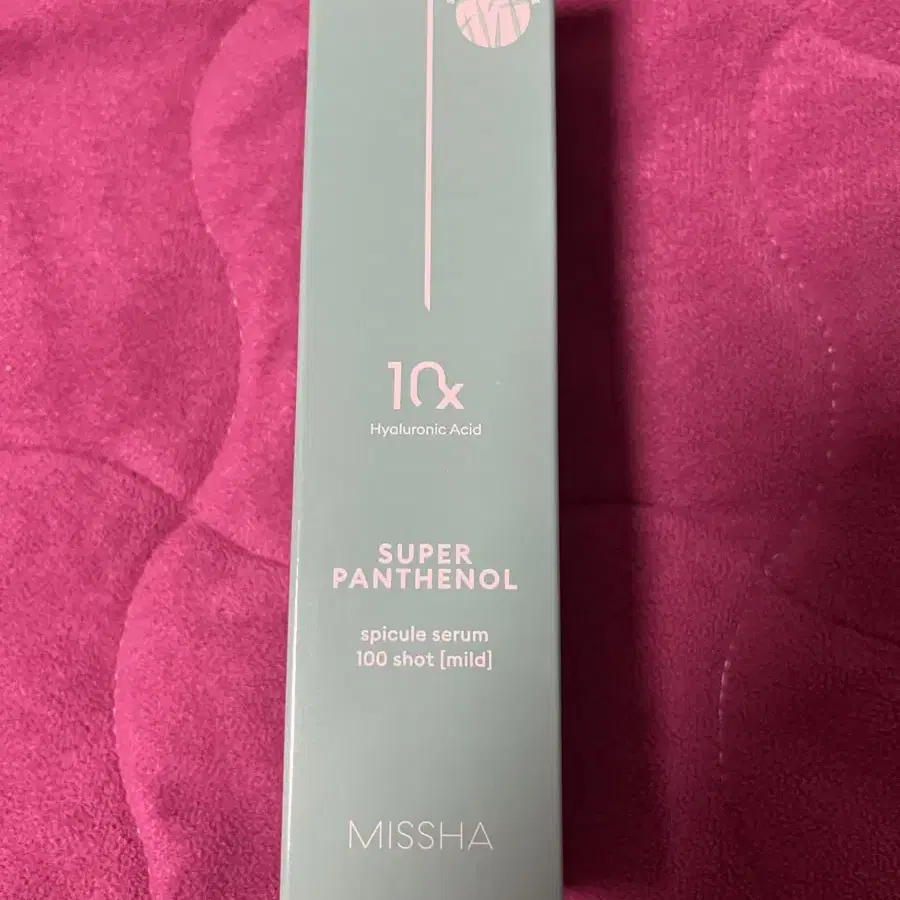 10x
Hyaluronic Acid
SUPER
PANTHENOL
spicule serum
100 shot [mild]
MISSHA